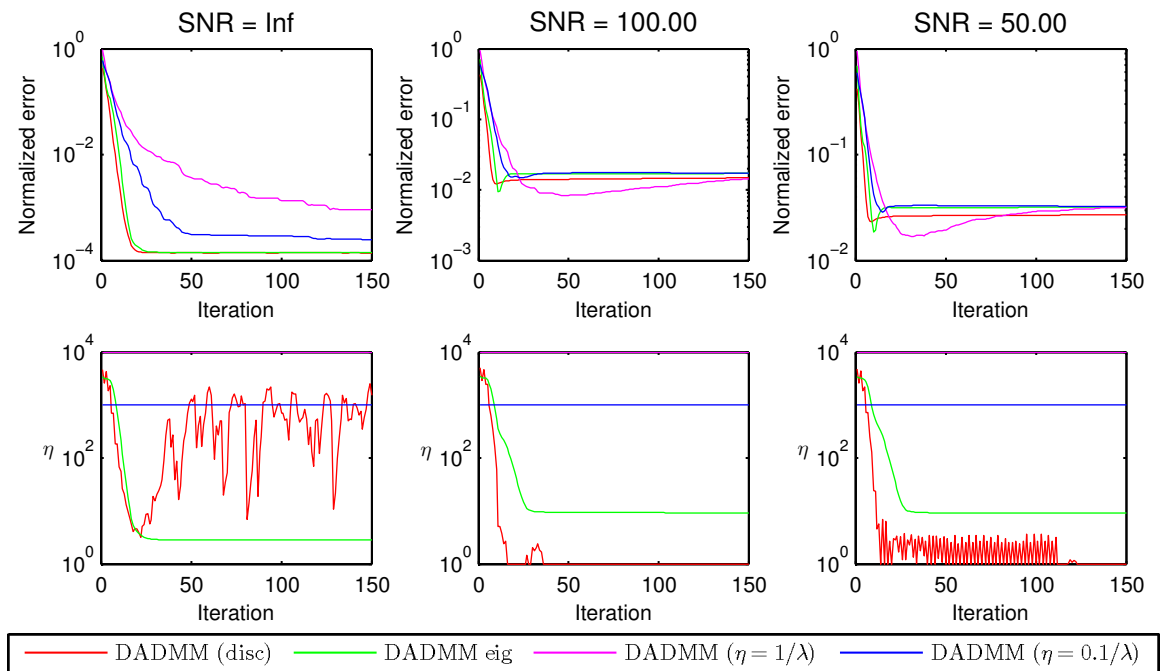 SNR = Inf
SNR = 100.00
SNR = 50.00
Normalized error
10^0
10^−2
10^−4
0
50
100
150
Iteration
Normalized error
10^0
10^−1
10^−2
10^−3
0
50
100
150
Iteration
Normalized error
10^0
10^−1
10^−2
0
50
100
150
Iteration
η
10^4
10^2
10^0
0
50
100
150
Iteration
η
10^4
10^2
10^0
0
50
100
150
Iteration
η
10^4
10^2
10^0
0
50
100
150
Iteration
DADMM (disc)
DADMM eig
DADMM (η = 1/λ)
DADMM (η = 0.1/λ)